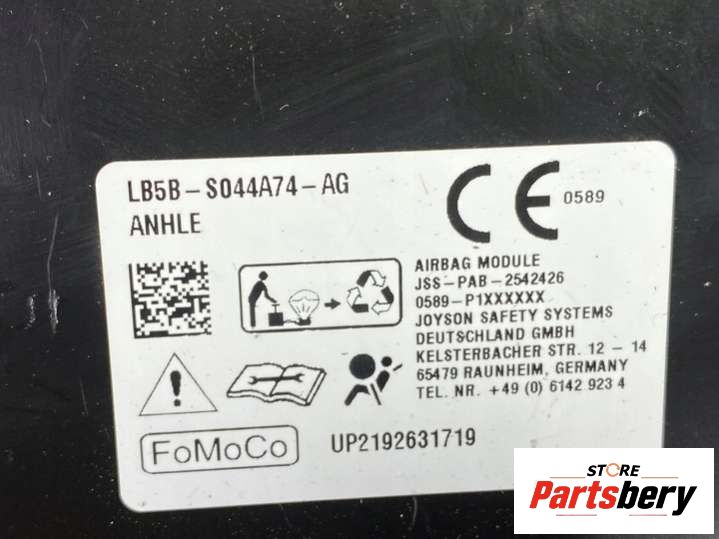 LB5B-S044A74-AG
ANHLE
CE 0589
AIRBAG MODULE
JSS-PAB-2542426
0589-P1XXXXXX
JOYSON SAFETY SYSTEMS
DEUTSCHLAND GMBH
KELSTERBACHER STR. 12 - 14
65479 RAUNHEIM, GERMANY
TEL. NR. +49 (0) 6142 923 4
FoMoCo
UP2192631719
STORE
Partsbery